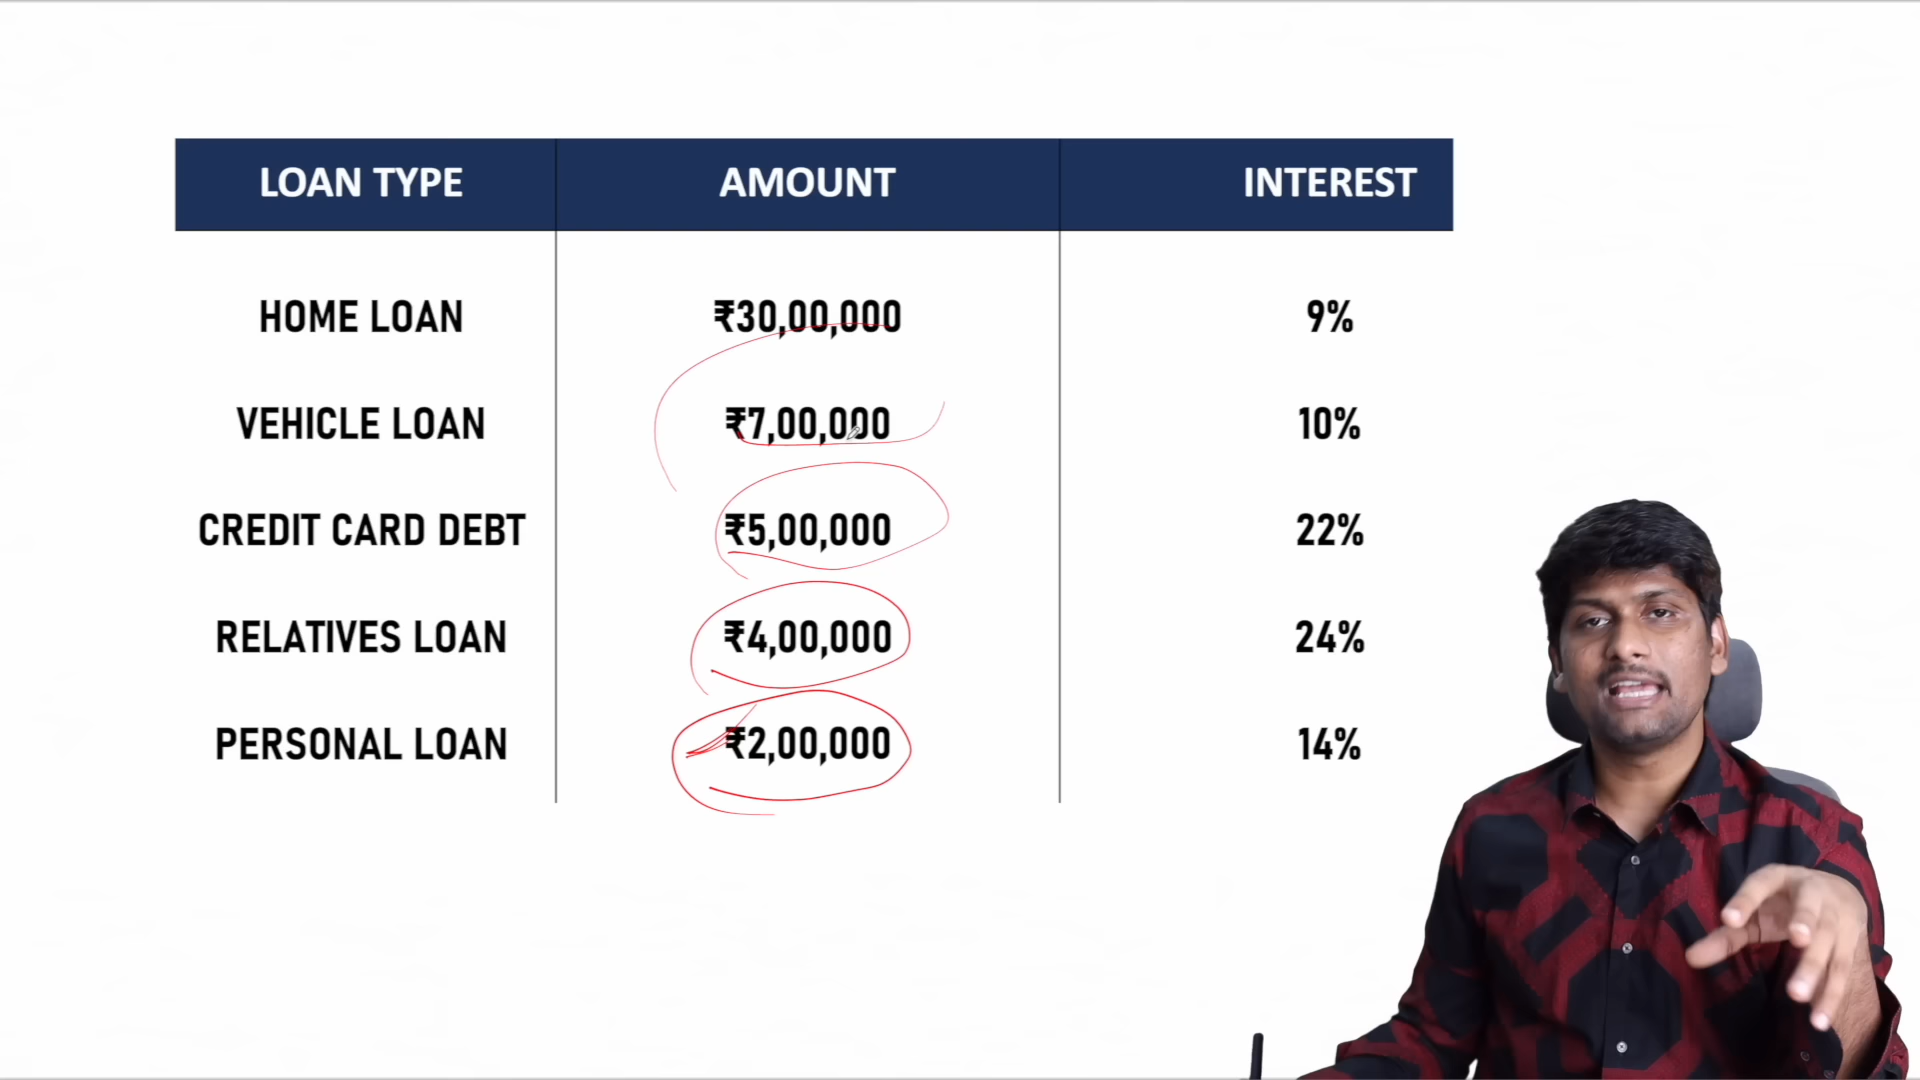 LOAN TYPE AMOUNT INTEREST
HOME LOAN ₹30,00,000 9%
VEHICLE LOAN ₹7,00,000 10%
CREDIT CARD DEBT ₹5,00,000 22%
RELATIVES LOAN ₹4,00,000 24%
PERSONAL LOAN ₹2,00,000 14%